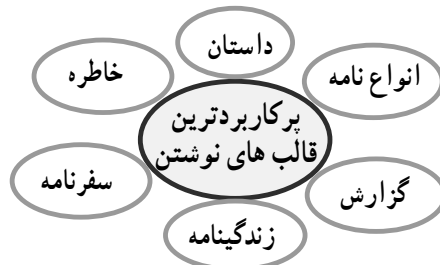 داستان
انواع نامه
خاطره
پرکاربردترین
قالب های نوشتن
گزارش
سفرنامه
زندگینامه